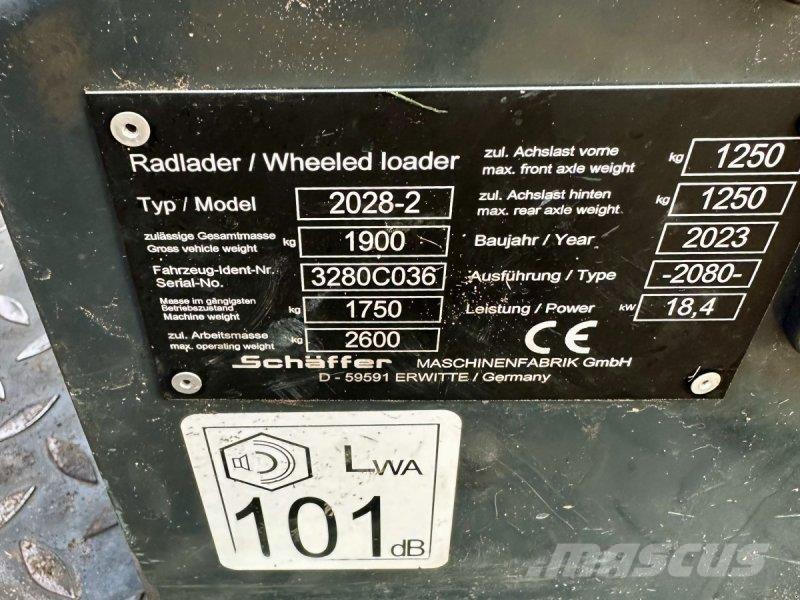 Radlader / Wheeled loader
Typ / Model 2028-2
zulässige Gesamtmasse
Gross vehicle weight kg 1900
Fahrzeug-Ident-Nr.
Serial-No. 3280C036
Masse im gängigsten
Betriebszustand
Machine weight kg 1750
zul. Arbeitsmasse
max. operating weight kg 2600
zul. Achslast vorne
max. front axle weight kg 1250
zul. Achslast hinten
max. rear axle weight kg 1250
Baujahr / Year 2023
Ausführung / Type -2080-
Leistung / Power kW 18,4
CE
Schäffer MASCHINENFABRIK GmbH
D - 59591 ERWITTE / Germany
LWA
101 dB
mascus